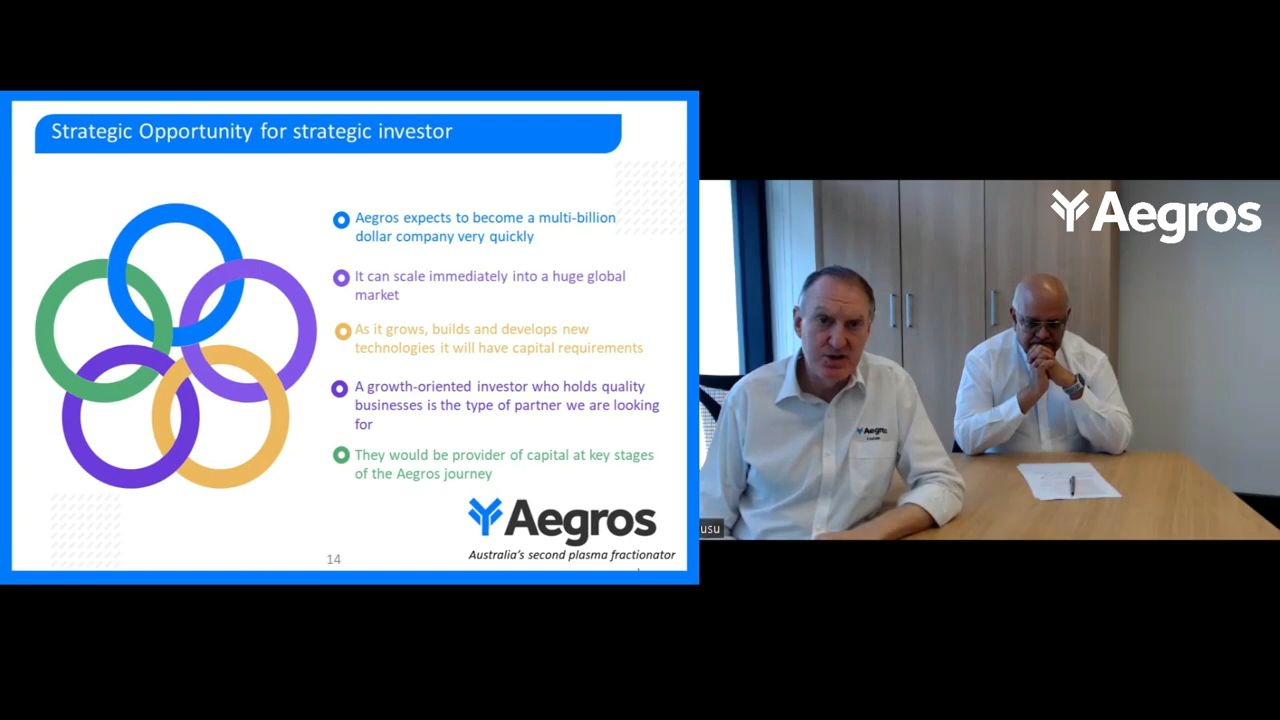 Strategic Opportunity for strategic investor
Aegros expects to become a multi-billion
dollar company very quickly
It can scale immediately into a huge global
market
As it grows, builds and develops new
technologies it will have capital requirements
A growth-oriented investor who holds quality
businesses is the type of partner we are looking
for
They would be provider of capital at key stages
of the Aegros journey
Aegros
Australia's second plasma fractionator
14
Aegros
Aegros
usu